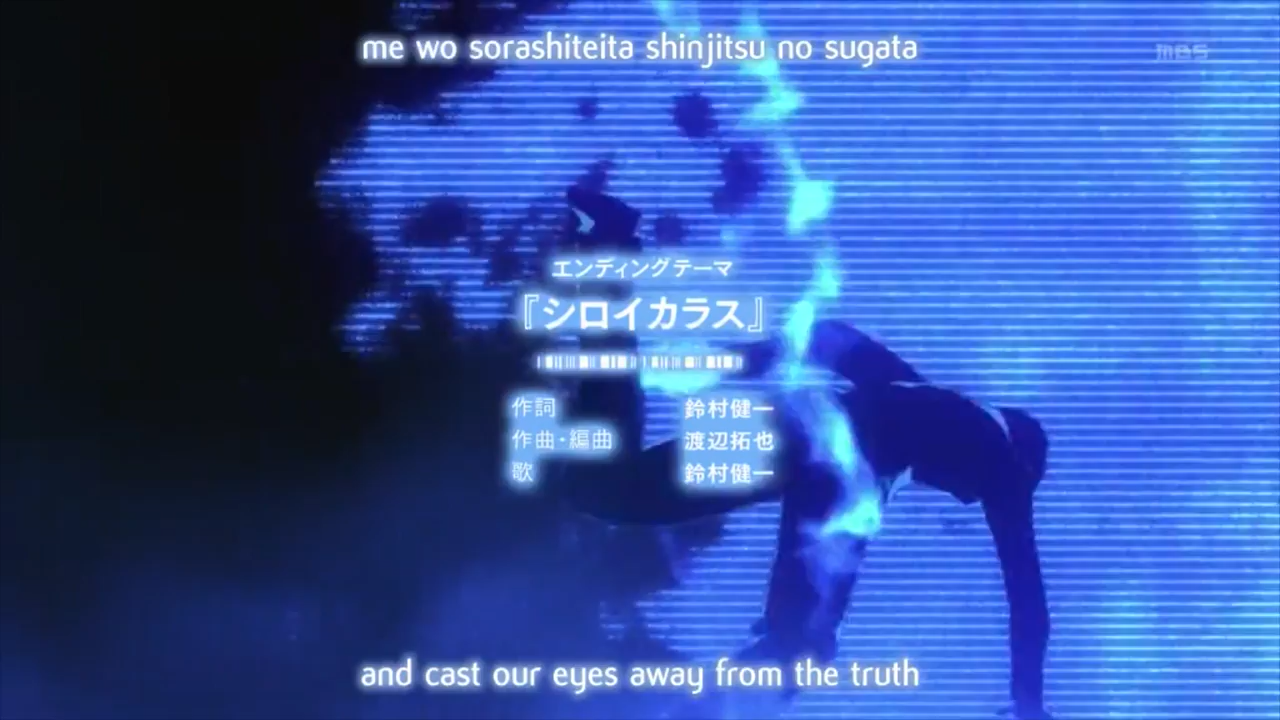 me wo sorashiteita shinjitsu no sugata
MBS
エンディングテーマ
『シロイカラス』
作詞 鈴村健一
作曲・編曲 渡辺拓也
歌 鈴村健一
and cast our eyes away from the truth